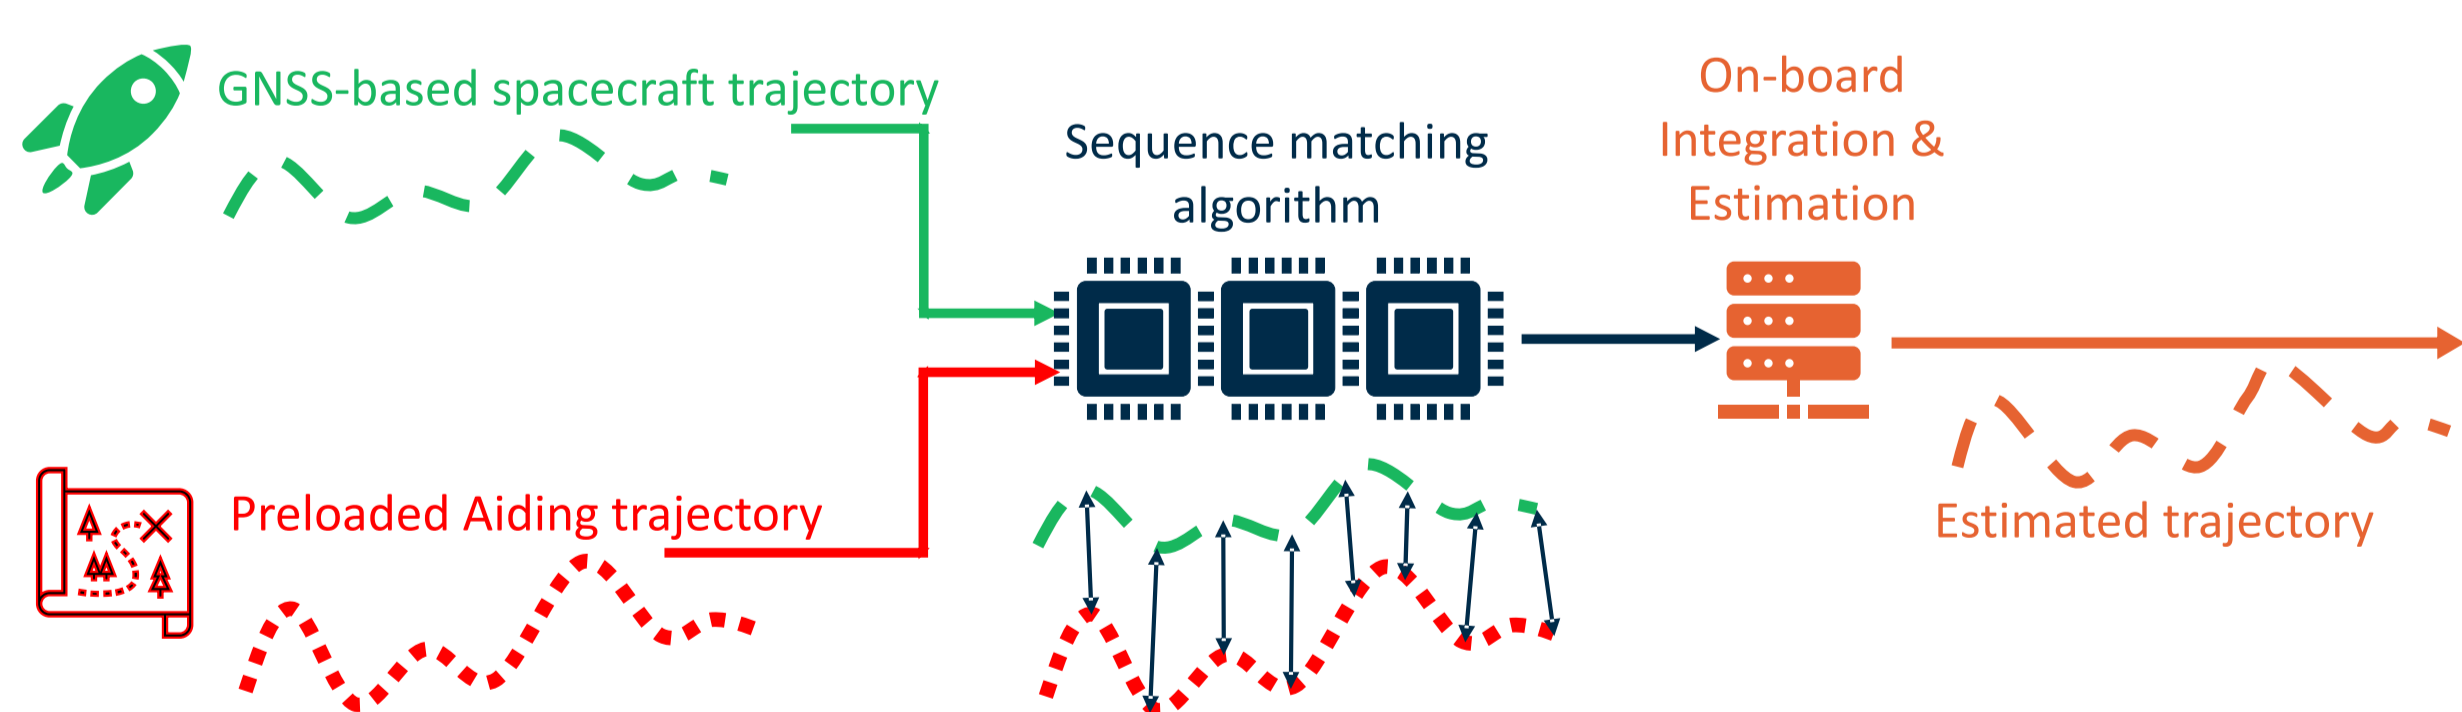 GNSS-based spacecraft trajectory
Sequence matching
algorithm
On-board
Integration &
Estimation
Preloaded Aiding trajectory
Estimated trajectory